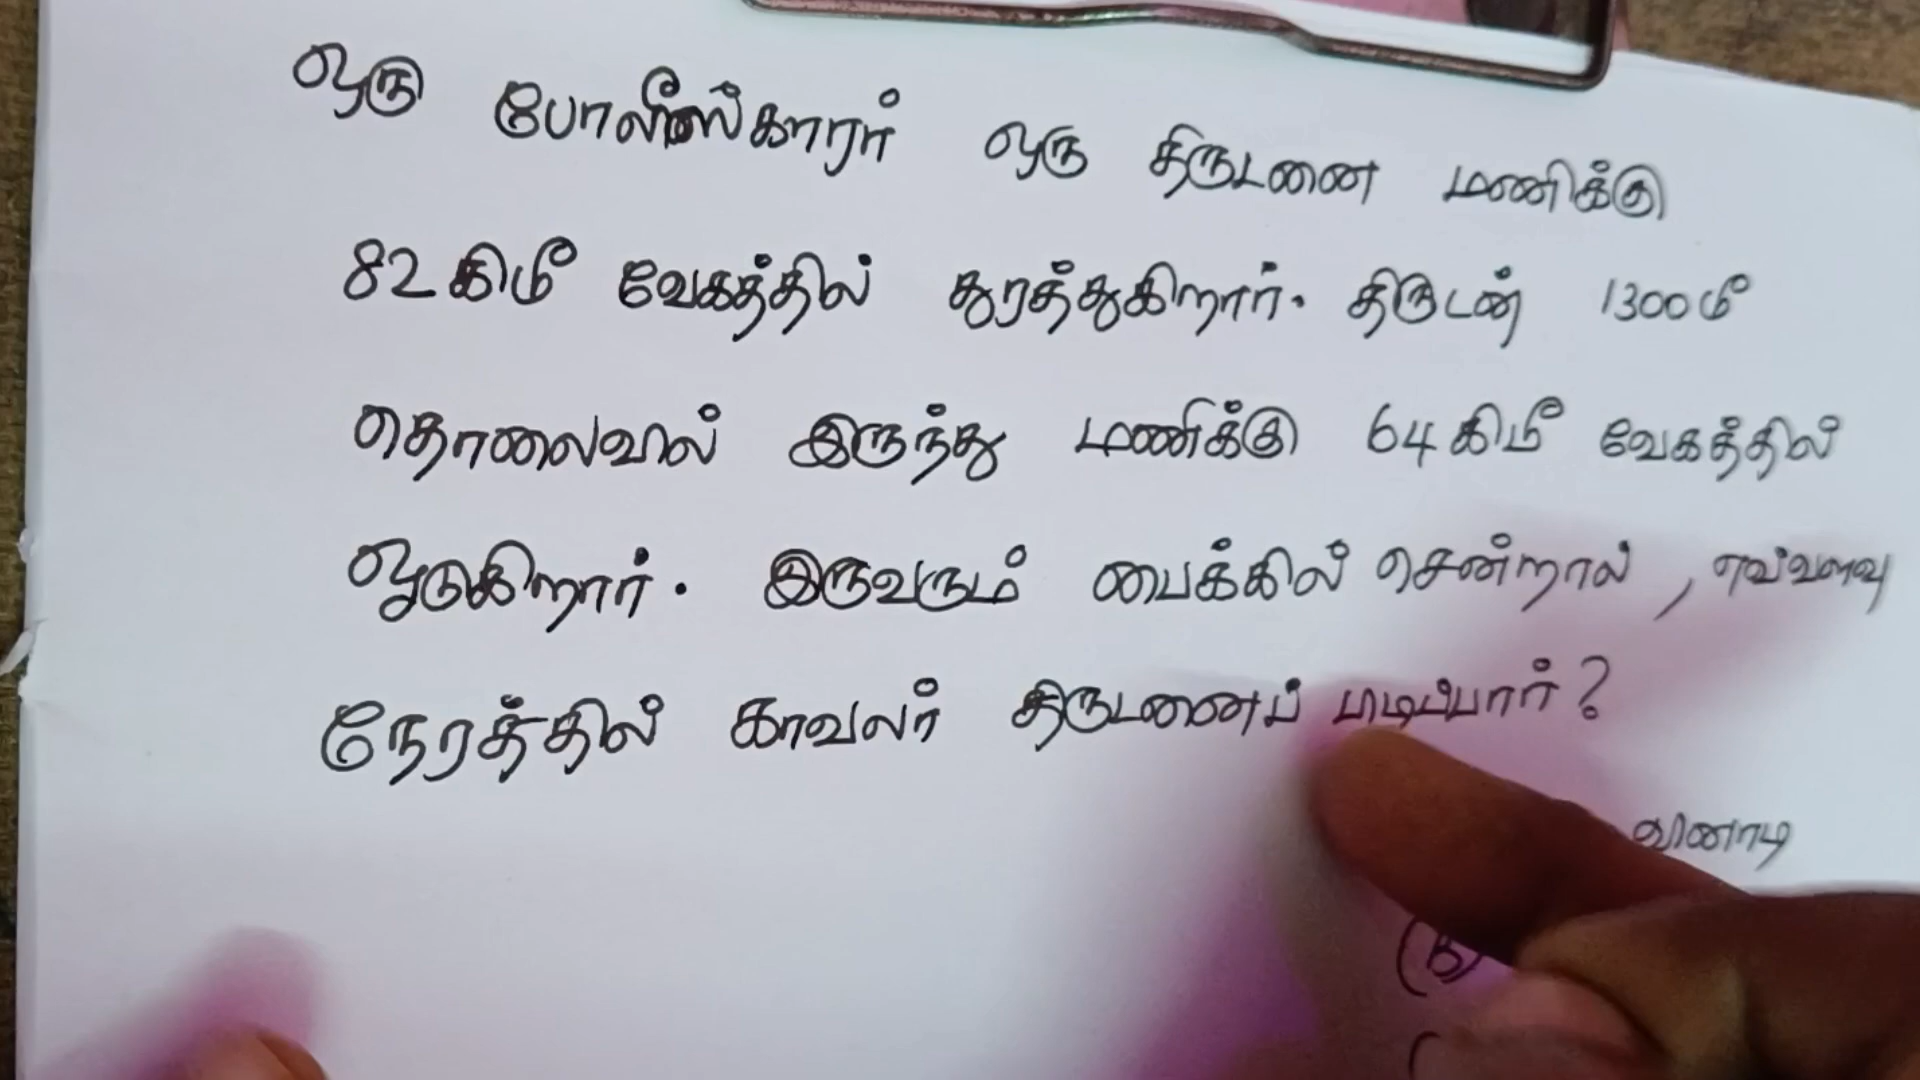 ஒரு போலீஸ்காரர் ஒரு திருடனை மணிக்கு
82 கிமீ வேகத்தில் துரத்துகிறார். திருடன் 1300 மீ
தொலைவில் இருந்து மணிக்கு 64 கிமீ வேகத்தில்
ஓடுகிறார். இருவரும் பைக்கில் சென்றால், எவ்வளவு
நேரத்தில் காவலர் திருடனைப் பிடிப்பார்?
வினாடி
(B)